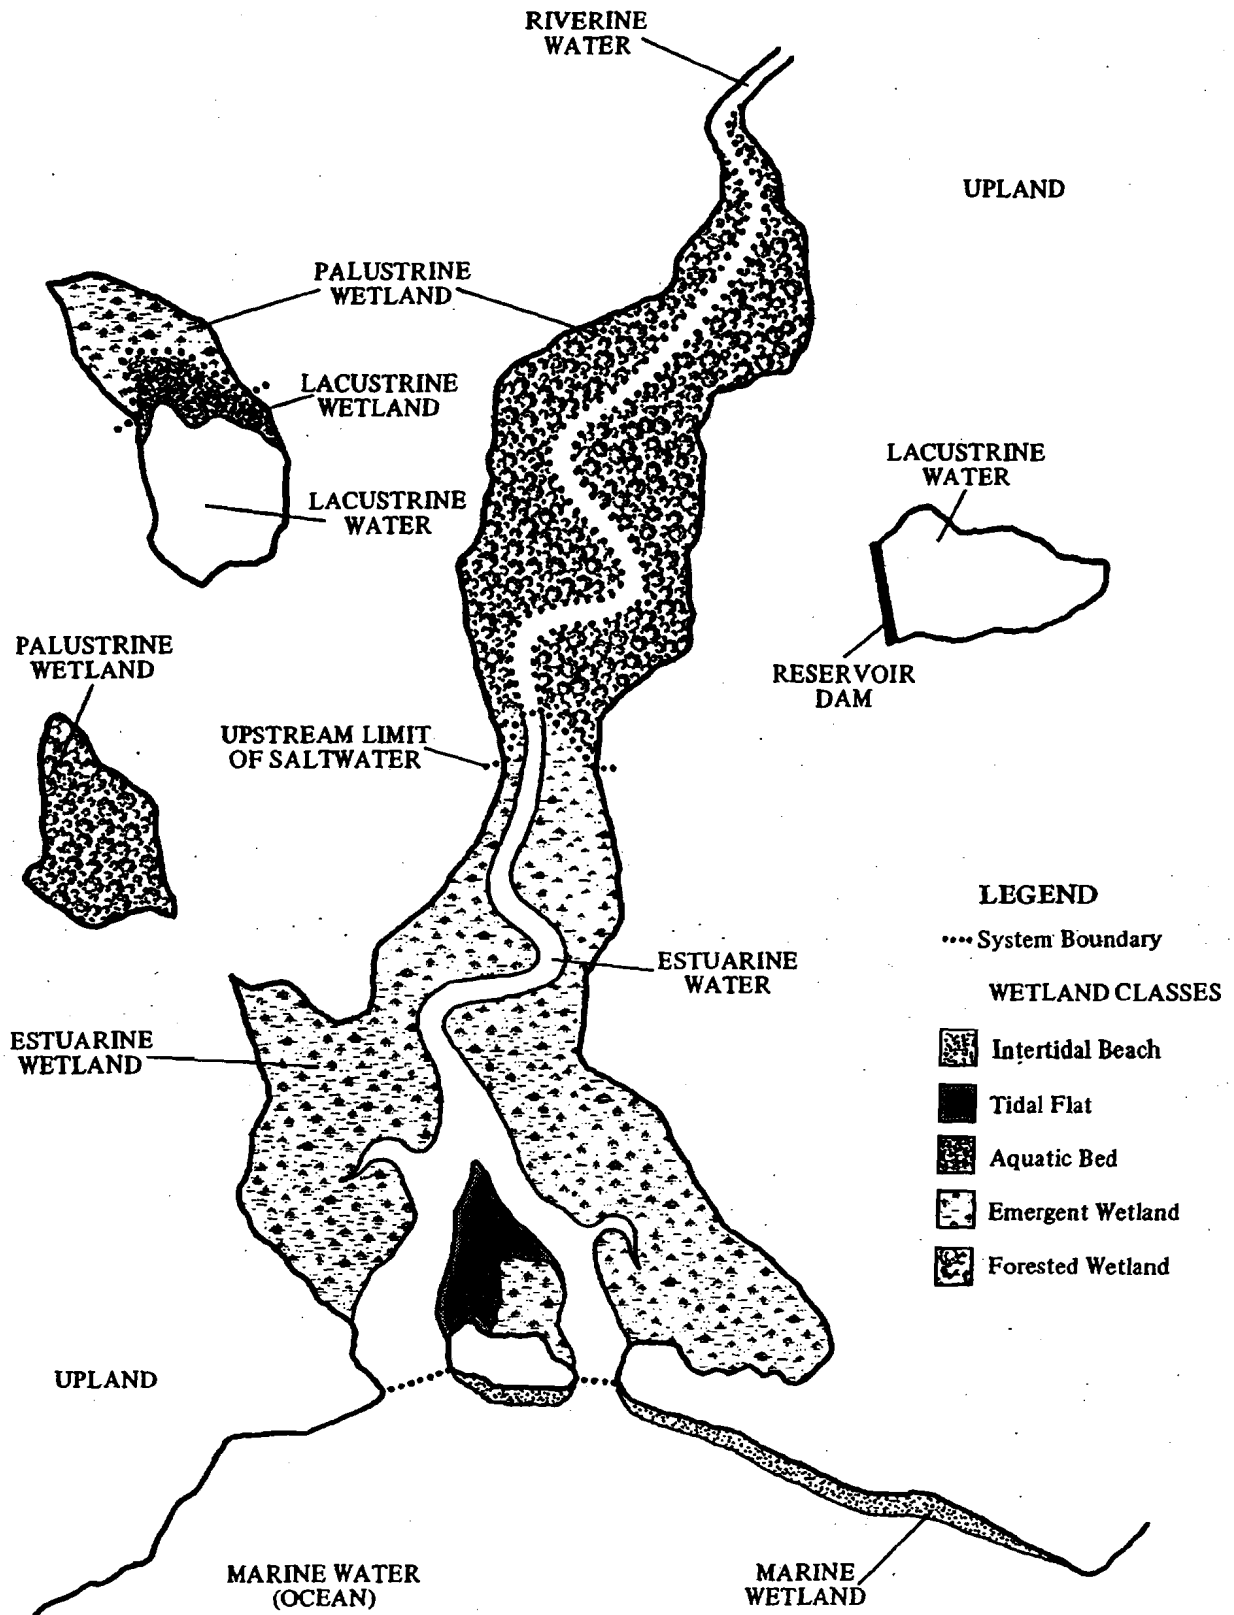 RIVERINE
WATER
UPLAND
PALUSTRINE
WETLAND
LACUSTRINE
WETLAND
LACUSTRINE
WATER
LACUSTRINE
WATER
PALUSTRINE
WETLAND
RESERVOIR
DAM
UPSTREAM LIMIT
OF SALTWATER
LEGEND
System Boundary
WETLAND CLASSES
Intertidal Beach
Tidal Flat
Aquatic Bed
Emergent Wetland
Forested Wetland
ESTUARINE
WATER
ESTUARINE
WETLAND
UPLAND
MARINE WATER
(OCEAN)
MARINE
WETLAND